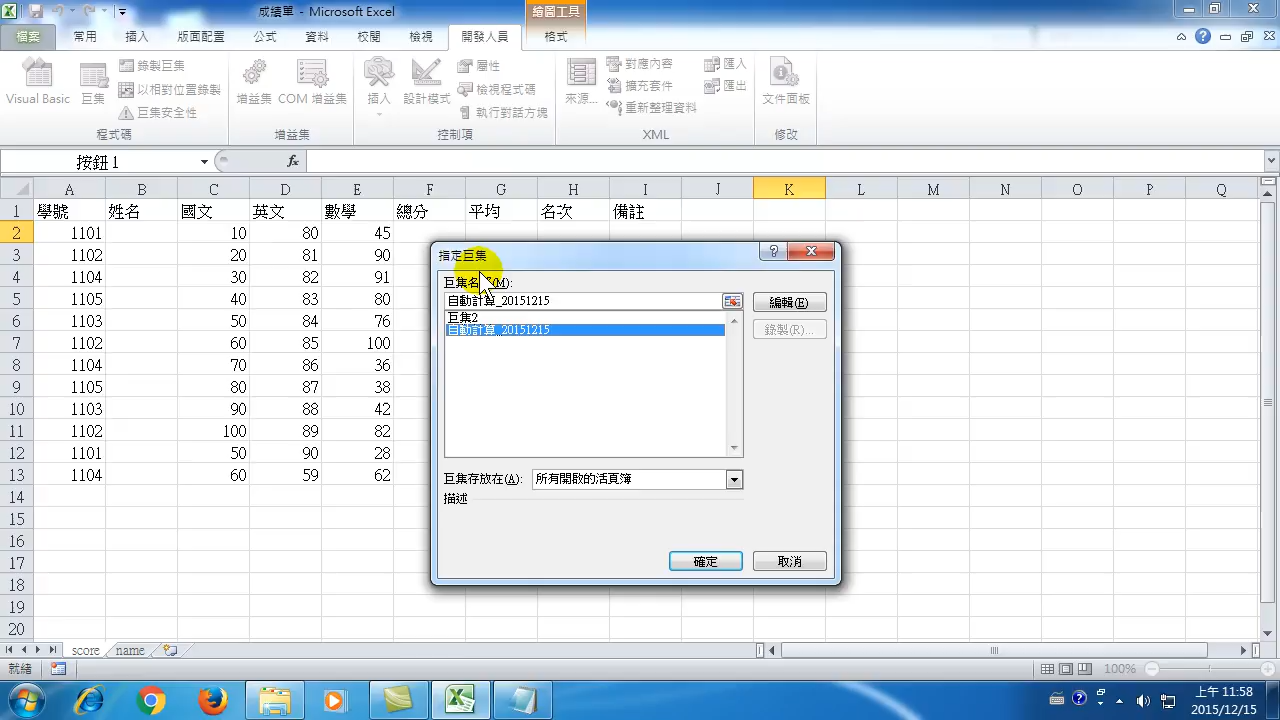 成績單 - Microsoft Excel
繪圖工具
檔案 常用 插入 版面配置 公式 資料 校閱 檢視 開發人員 格式
Visual Basic 巨集 錄製巨集 以相對位置錄製 巨集安全性 程式碼
增益集 COM 增益集 增益集
插入 設計模式 屬性 檢視程式碼 執行對話方塊 控制項
來源... 對應內容 擴充套件 重新整理資料 匯入 匯出 XML
文件面板 修改
按鈕 1 fx
A B C D E F G H I J K L M N O P Q
1 學號 姓名 國文 英文 數學 總分 平均 名次 備註
2 1101 10 80 45
3 1102 20 81 90
4 1104 30 82 91
5 1105 40 83 80
6 1103 50 84 76
7 1102 60 85 100
8 1104 70 86 36
9 1105 80 87 38
10 1103 90 88 42
11 1102 100 89 82
12 1101 50 90 28
13 1104 60 59 62
14
15
16
17
18
19
20
指定巨集
巨集名稱(M):
自動計算_20151215
編輯(E)
巨集2
自動計算_20151215
錄製(R)...
巨集存放在(A): 所有開啟的活頁簿
描述
確定 取消
score name
就緒 100%
上午 11:58
2015/12/15